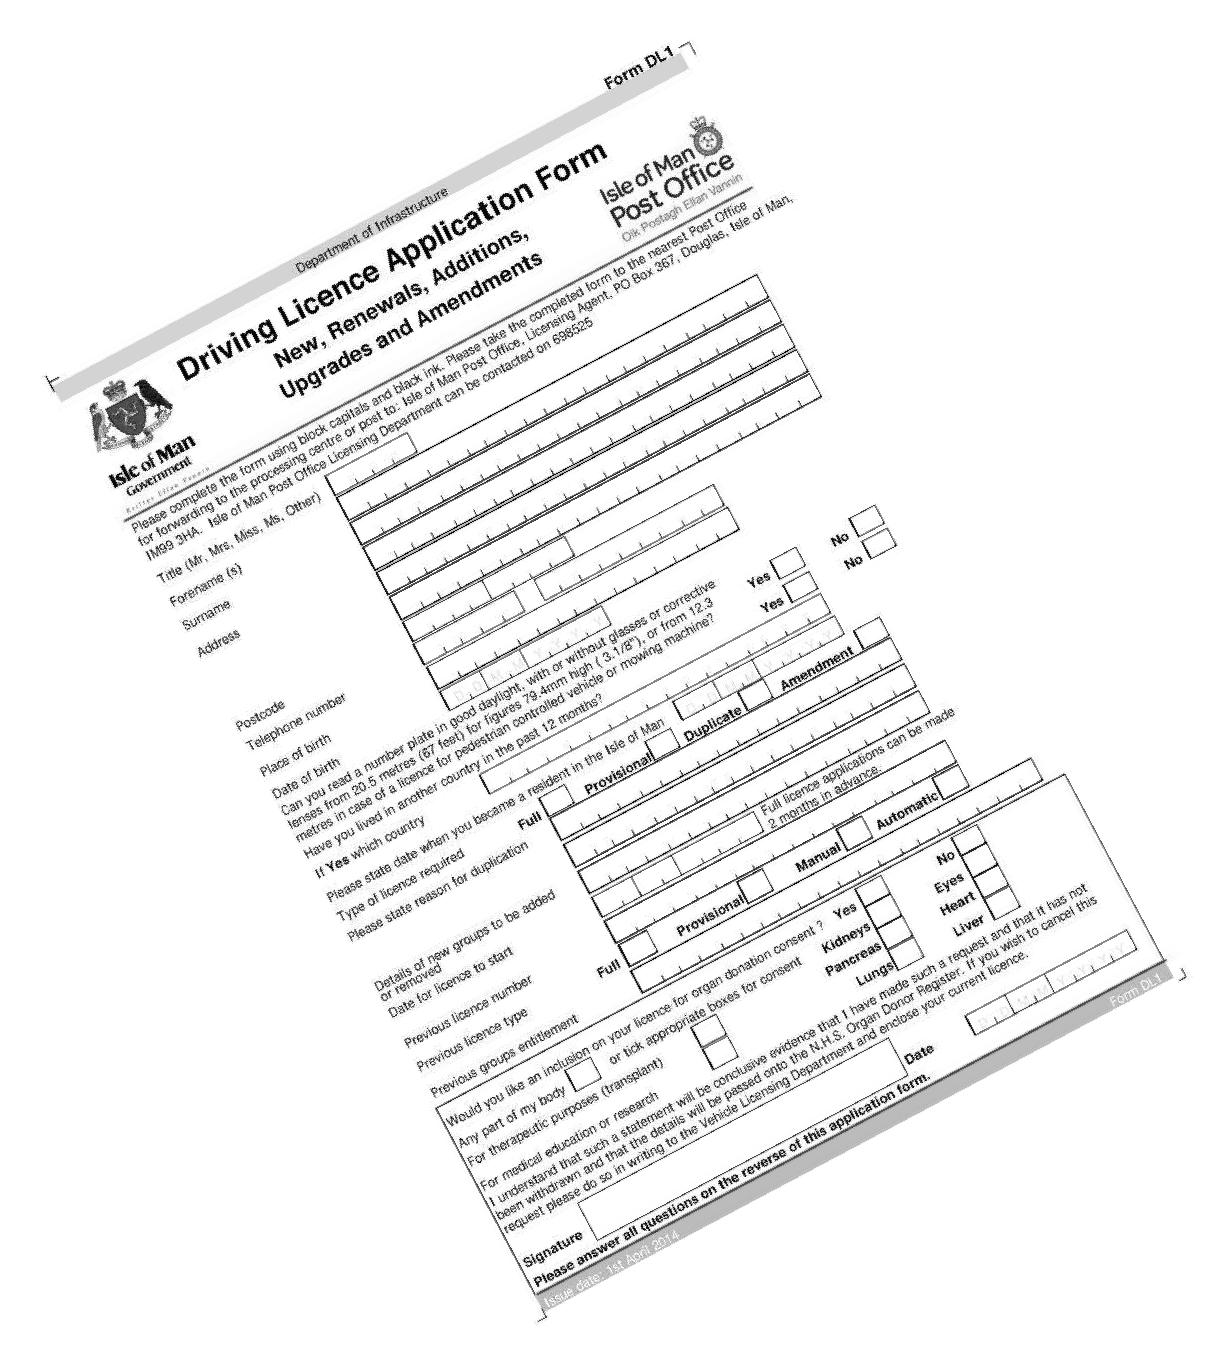 Form DL1
Department of Infrastructure
Driving Licence Application Form
New, Renewals, Additions,
Upgrades and Amendments
Isle of Man
Government
Reiltys Ellan Vannin
Isle of Man
Post Office
Oik Postagh Ellan Vannin
Please complete the form using block capitals and black ink. Please take the completed form to the nearest Post Office
for forwarding to the processing centre or post to: Isle of Man Post Office, Licensing Agent, PO Box 367, Douglas, Isle of Man,
IM99 3HA. Isle of Man Post Office Licensing Department can be contacted on 698525
Title (Mr, Mrs, Miss, Ms, Other)
Forename (s)
Surname
Address
Postcode
Telephone number
Place of birth
Date of birth D D M M Y Y Y Y
Can you read a number plate in good daylight, with or without glasses or corrective
lenses from 20.5 metres (67 feet) for figures 79.4mm high ( 3.1/8"), or from 12.3
metres in case of a licence for pedestrian controlled vehicle or mowing machine?
Yes No
Have you lived in another country in the past 12 months? Yes No
If Yes which country
Please state date when you became a resident in the Isle of Man D D M M Y Y Y Y
Type of licence required Full Provisional Duplicate Amendment
Please state reason for duplication
Details of new groups to be added
or removed
Date for licence to start
Full licence applications can be made
2 months in advance.
Previous licence number
Previous licence type Full Provisional Manual Automatic
Previous groups entitlement
Would you like an inclusion on your licence for organ donation consent ? Yes No
Any part of my body or tick appropriate boxes for consent Kidneys Eyes
For therapeutic purposes (transplant) Pancreas Heart
For medical education or research Lungs Liver
I understand that such a statement will be conclusive evidence that I have made such a request and that it has not
been withdrawn and that the details will be passed onto the N.H.S. Organ Donor Register. If you wish to cancel this
request please do so in writing to the Vehicle Licensing Department and enclose your current licence.
Signature Date D D M M Y Y Y Y
Please answer all questions on the reverse of this application form.
Issue date: 1st April 2014 Form DL1